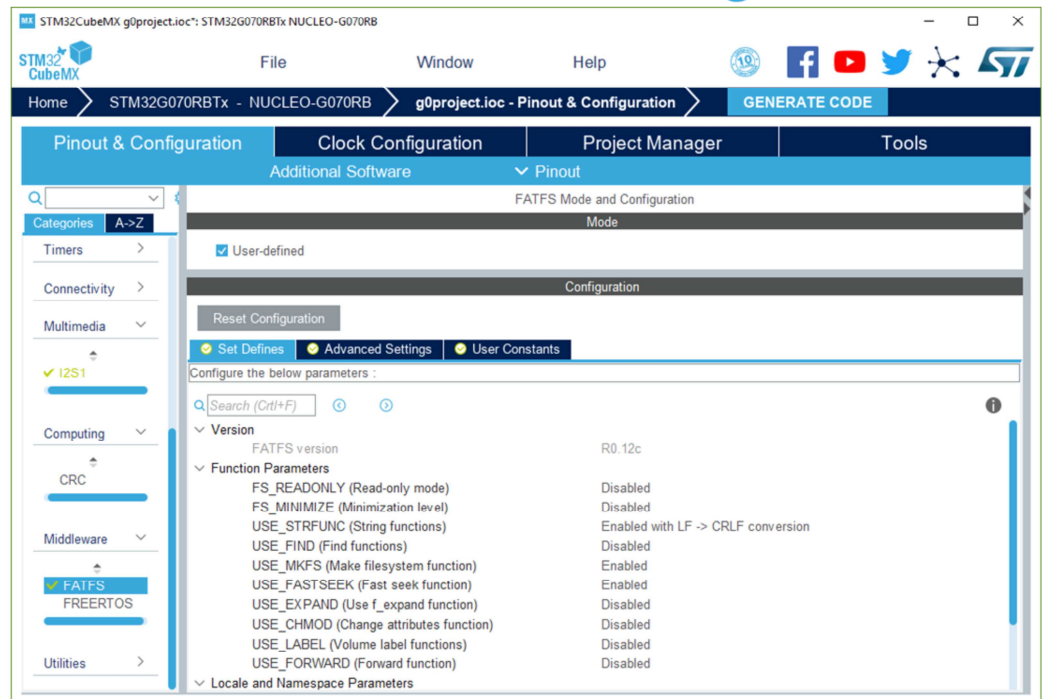 MX STM32CubeMX g0project.ioc*: STM32G070RBTx NUCLEO-G070RB
STM32 CubeMX File Window Help 10 ST
Home STM32G070RBTx - NUCLEO-G070RB g0project.ioc - Pinout & Configuration GENERATE CODE
Pinout & Configuration Clock Configuration Project Manager Tools
Additional Software Pinout
FATFS Mode and Configuration
Categories A->Z Mode
Timers User-defined
Connectivity Configuration
Multimedia Reset Configuration
Set Defines Advanced Settings User Constants
I2S1 Configure the below parameters :
Search (Crtl+F)
Computing Version
FATFS version R0.12c
Function Parameters
CRC FS_READONLY (Read-only mode) Disabled
FS_MINIMIZE (Minimization level) Disabled
USE_STRFUNC (String functions) Enabled with LF -> CRLF conversion
Middleware USE_FIND (Find functions) Disabled
USE_MKFS (Make filesystem function) Enabled
FATFS USE_FASTSEEK (Fast seek function) Enabled
FREERTOS USE_EXPAND (Use f_expand function) Disabled
USE_CHMOD (Change attributes function) Disabled
USE_LABEL (Volume label functions) Disabled
Utilities USE_FORWARD (Forward function) Disabled
Locale and Namespace Parameters